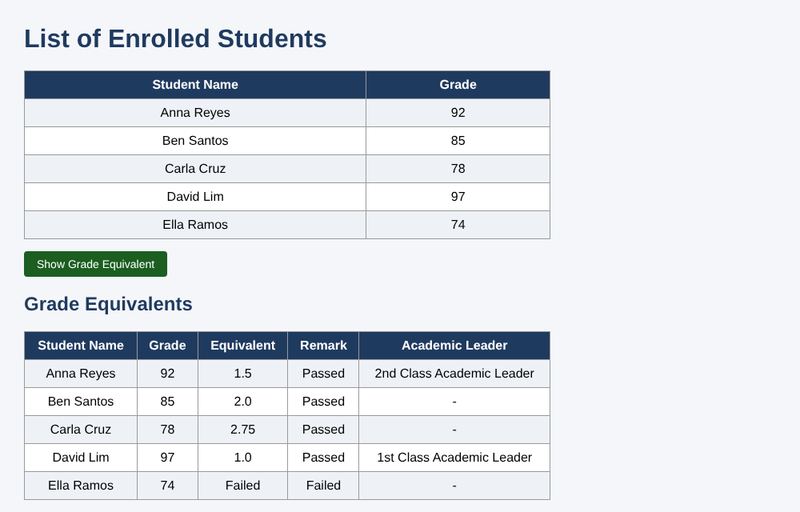 List of Enrolled Students
Student Name Grade
Anna Reyes 92
Ben Santos 85
Carla Cruz 78
David Lim 97
Ella Ramos 74
Show Grade Equivalent
Grade Equivalents
Student Name Grade Equivalent Remark Academic Leader
Anna Reyes 92 1.5 Passed 2nd Class Academic Leader
Ben Santos 85 2.0 Passed -
Carla Cruz 78 2.75 Passed -
David Lim 97 1.0 Passed 1st Class Academic Leader
Ella Ramos 74 Failed Failed -